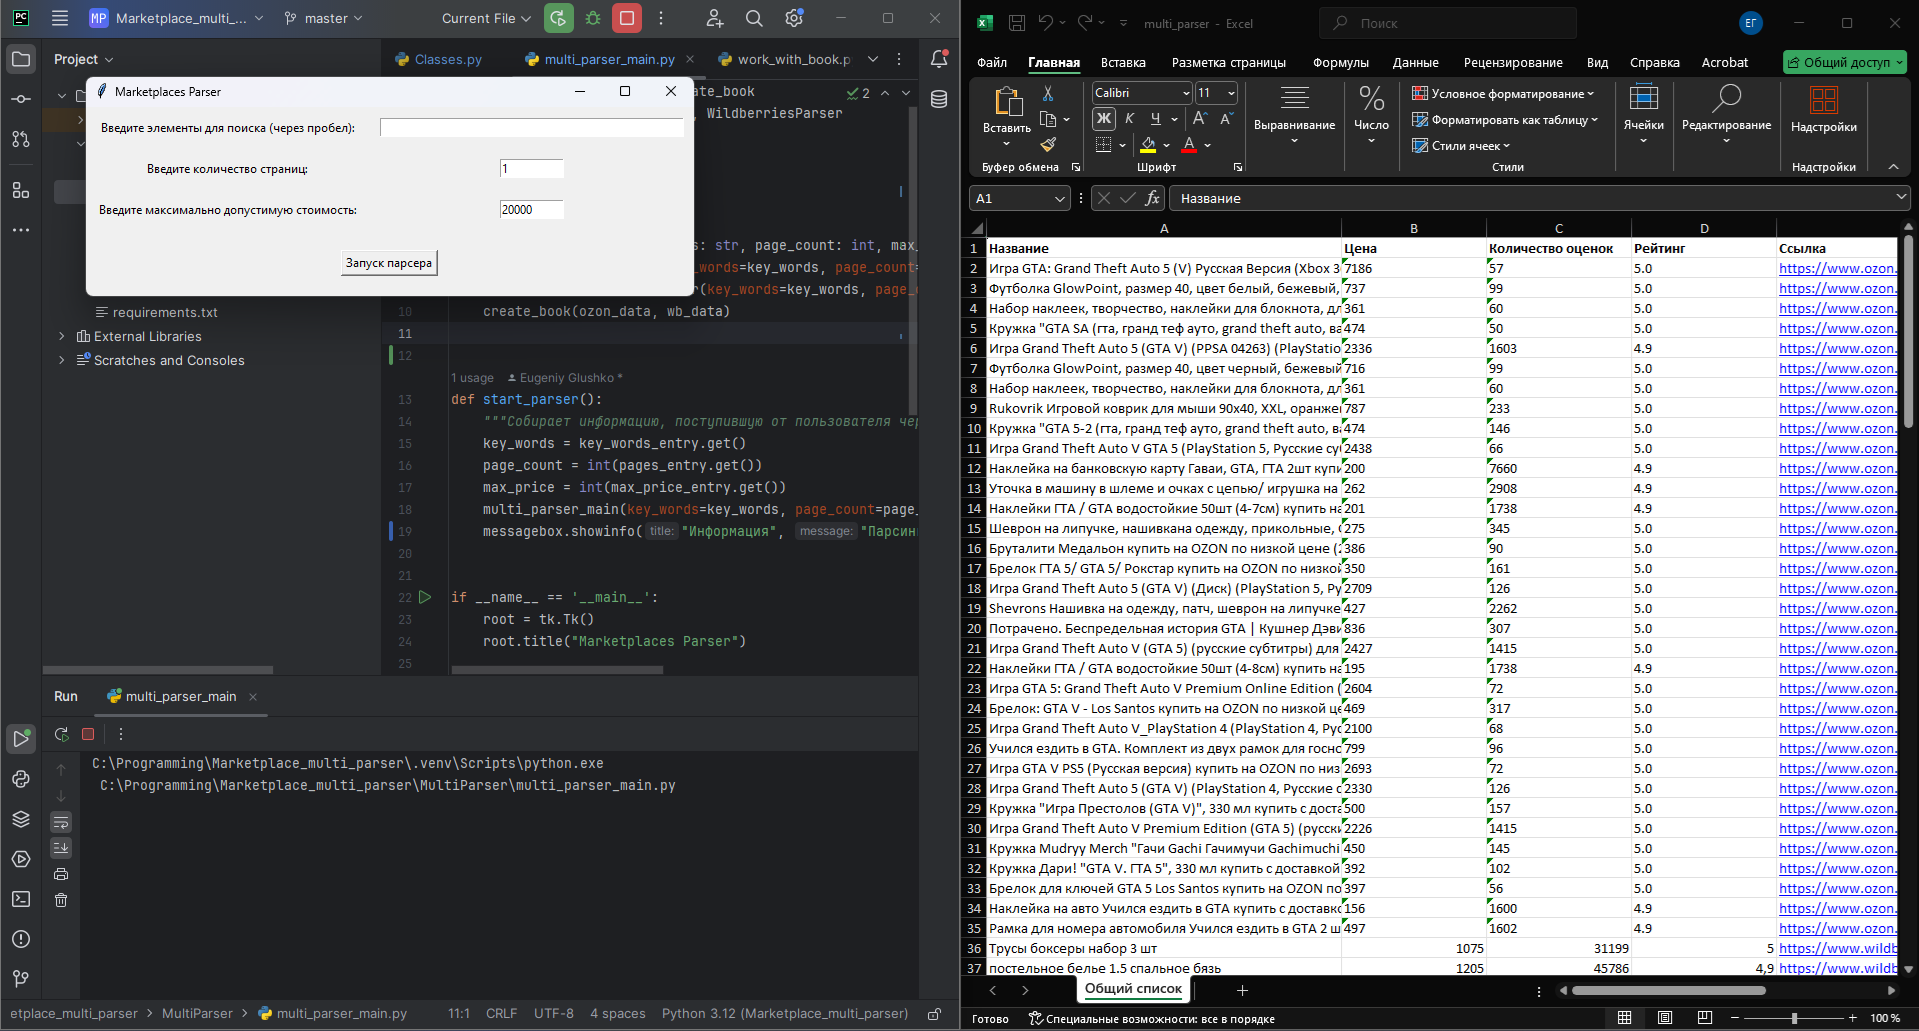 MP Marketplace_multi_... master Current File
Project
Classes.py multi_parser_main.py work_with_book.p
Marketplaces Parser
Введите элементы для поиска (через пробел):
Введите количество страниц:
1
Введите максимально допустимую стоимость:
20000
Запуск парсера
requirements.txt
External Libraries
Scratches and Consoles
2
ate_book
, WildberriesParser
s: str, page_count: int, max_
_words=key_words, page_count=
(key_words=key_words, page_c
10 create_book(ozon_data, wb_data)
11
12
1 usage Eugeniy Glushko *
13 def start_parser():
14 """Собирает информацию, поступившую от пользователя чер
15 key_words = key_words_entry.get()
16 page_count = int(pages_entry.get())
17 max_price = int(max_price_entry.get())
18 multi_parser_main(key_words=key_words, page_count=page_
19 messagebox.showinfo( title: "Информация", message: "Парсин
20
21
22 if __name__ == '__main__':
23 root = tk.Tk()
24 root.title("Marketplaces Parser")
25
Run multi_parser_main
C:\Programming\Marketplace_multi_parser\.venv\Scripts\python.exe
C:\Programming\Marketplace_multi_parser\MultiParser\multi_parser_main.py
etplace_multi_parser > MultiParser > multi_parser_main.py 11:1 CRLF UTF-8 4 spaces Python 3.12 (Marketplace_multi_parser)
multi_parser - Excel
Поиск
ЕГ
Файл Главная Вставка Разметка страницы Формулы Данные Рецензирование Вид Справка Acrobat Общий доступ
Вставить
Буфер обмена
Calibri 11
Ж К Ч
Шрифт
Выравнивание
Число
Условное форматирование
Форматировать как таблицу
Стили ячеек
Стили
Ячейки
Редактирование
Надстройки
Надстройки
A1 fx Название
A B C D
1 Название Цена Количество оценок Рейтинг Ссылка
2 Игра GTA: Grand Theft Auto 5 (V) Русская Версия (Xbox 3 7186 57 5.0 https://www.ozon.
3 Футболка GlowPoint, размер 40, цвет белый, бежевый, 737 99 5.0 https://www.ozon.
4 Набор наклеек, творчество, наклейки для блокнота, дл 361 60 5.0 https://www.ozon.
5 Кружка "GTA SA (гта, гранд теф ауто, grand theft auto, ва 474 50 5.0 https://www.ozon.
6 Игра Grand Theft Auto 5 (GTA V) (PPSA 04263) (PlayStatio 2336 1603 4.9 https://www.ozon.
7 Футболка GlowPoint, размер 40, цвет черный, бежевый 716 99 5.0 https://www.ozon.
8 Набор наклеек, творчество, наклейки для блокнота, дл 361 60 5.0 https://www.ozon.
9 Rukovrik Игровой коврик для мыши 90x40, XXL, оранже 787 233 5.0 https://www.ozon.
10 Кружка "GTA 5-2 (гта, гранд теф ауто, grand theft auto, ва 474 146 5.0 https://www.ozon.
11 Игра Grand Theft Auto V GTA 5 (PlayStation 5, Русские су 2438 66 5.0 https://www.ozon.
12 Наклейка на банковскую карту Гаваи, GTA, ГТА 2шт купи 200 7660 4.9 https://www.ozon.
13 Уточка в машину в шлеме и очках с цепью/ игрушка на 262 2908 4.9 https://www.ozon.
14 Наклейки ГТА / GTA водостойкие 50шт (4-7см) купить на 201 1738 4.9 https://www.ozon.
15 Шеврон на липучке, нашивкана одежду, прикольные, 275 345 5.0 https://www.ozon.
16 Бруталити Медальон купить на OZON по низкой цене (2 386 90 5.0 https://www.ozon.
17 Брелок ГТА 5/ GTA 5/ Рокстар купить на OZON по низкой 350 161 5.0 https://www.ozon.
18 Игра Grand Theft Auto 5 (GTA V) (Диск) (PlayStation 5, Ру 2709 126 5.0 https://www.ozon.
19 Shevrons Нашивка на одежду, патч, шеврон на липучке 427 2262 5.0 https://www.ozon.
20 Потрачено. Беспредельная история GTA | Кушнер Дэви 836 307 5.0 https://www.ozon.
21 Игра Grand Theft Auto V (GTA 5) (русские субтитры) для 2427 1415 5.0 https://www.ozon.
22 Наклейки ГТА / GTA водостойкие 50шт (4-8см) купить на 195 1738 4.9 https://www.ozon.
23 Игра GTA 5: Grand Theft Auto V Premium Online Edition ( 2604 72 5.0 https://www.ozon.
24 Брелок: GTA V - Los Santos купить на OZON по низкой це 469 317 5.0 https://www.ozon.
25 Игра Grand Theft Auto V_PlayStation 4 (PlayStation 4, Рус 2100 68 5.0 https://www.ozon.
26 Учился ездить в GTA. Комплект из двух рамок для госно 799 96 5.0 https://www.ozon.
27 Игра GTA V PS5 (Русская версия) купить на OZON по низ 2693 72 5.0 https://www.ozon.
28 Игра Grand Theft Auto 5 (GTA V) (PlayStation 4, Русские с 2330 126 5.0 https://www.ozon.
29 Кружка "Игра Престолов (GTA V)", 330 мл купить с доста 500 157 5.0 https://www.ozon.
30 Игра Grand Theft Auto V Premium Edition (GTA 5) (русски 2226 1415 5.0 https://www.ozon.
31 Кружка Mudryy Merch "Гачи Gachi Гачимучи Gachimuchi 450 145 5.0 https://www.ozon.
32 Кружка Дари! "GTA V. ГТА 5", 330 мл купить с доставкой 392 102 5.0 https://www.ozon.
33 Брелок для ключей GTA 5 Los Santos купить на OZON по 397 56 5.0 https://www.ozon.
34 Наклейка на авто Учился ездить в GTA купить с доставко 156 1600 4.9 https://www.ozon.
35 Рамка для номера автомобиля Учился ездить в GTA 2 ш 497 1602 4.9 https://www.ozon.
36 Трусы боксеры набор 3 шт 1075 31199 5 https://www.wildb
37 постельное белье 1.5 спальное бязь 1205 45786 4,9 https://www.wildb
Общий список
Готово Специальные возможности: все в порядке 100 %